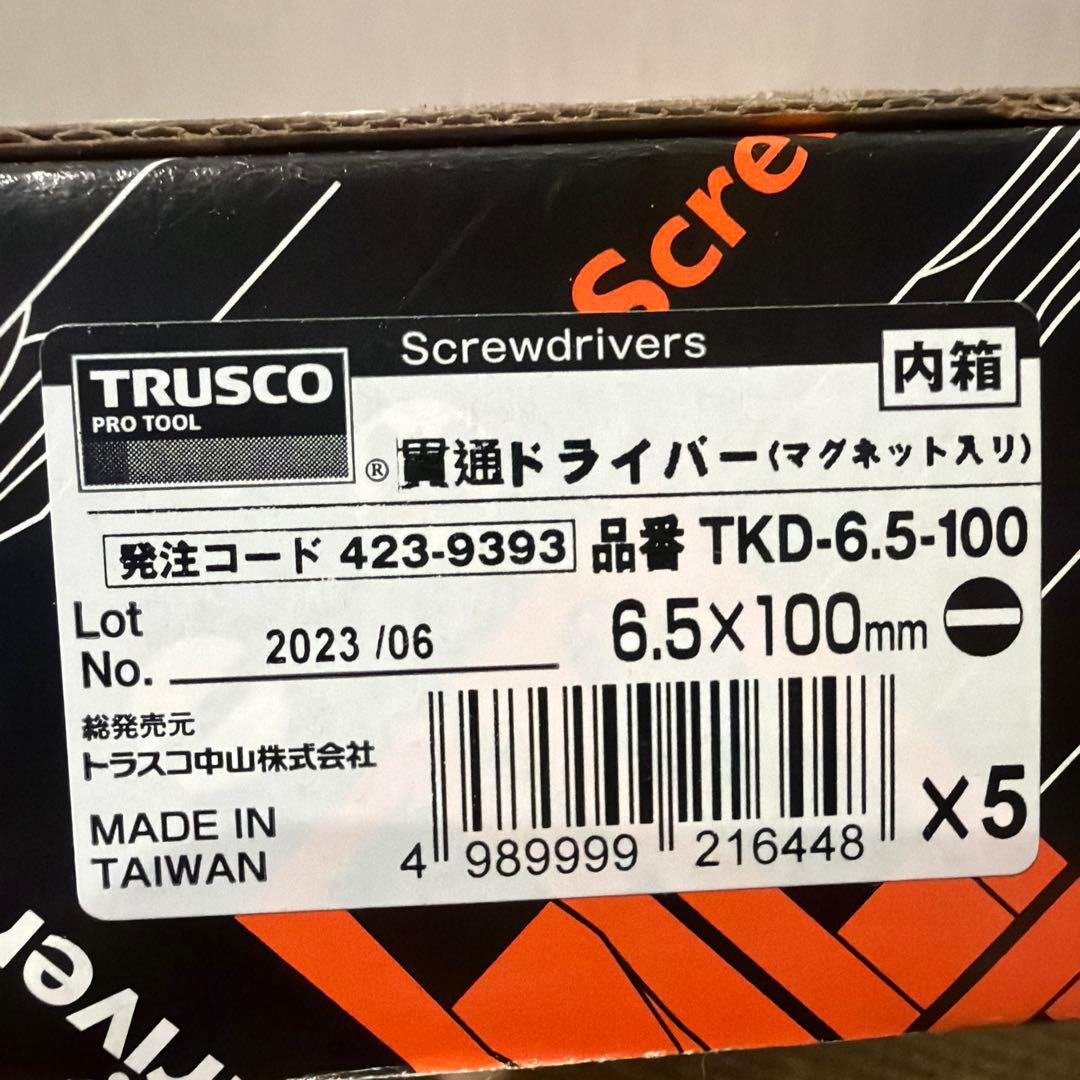 Scre
Screwdrivers
内箱
TRUSCO
PRO TOOL
® 貫通ドライバー(マグネット入リ)
発注コード 423-9393 品番 TKD-6.5-100
Lot No. 2023 /06
6.5×100mm
総発売元
トラスコ中山株式会社
MADE IN
TAIWAN
4 989999 216448
×5
river